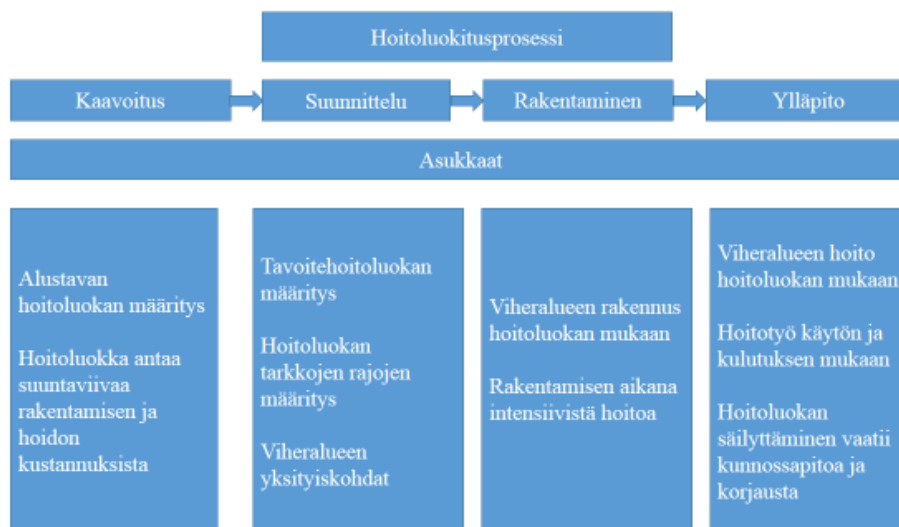 Hoitoluokitusprosessi
Kaavoitus
Suunnittelu
Rakentaminen
Ylläpito
Asukkaat
Alustavan
hoitoluokan määritys
Hoitoluokka antaa
suuntaviivaa
rakentamisen ja
hoidon
kustannuksista
Tavoitehoitoluokan
määritys
Hoitoluokan
tarkkojen rajojen
määritys
Viheralueen
yksityiskohdat
Viheralueen rakennus
hoitoluokan mukaan
Rakentamisen aikana
intensiivistä hoitoa
Viheralueen hoito
hoitoluokan mukaan
Hoitotyö käytön ja
kulutuksen mukaan
Hoitoluokan
säilyttäminen vaatii
kunnossapitoa ja
korjausta